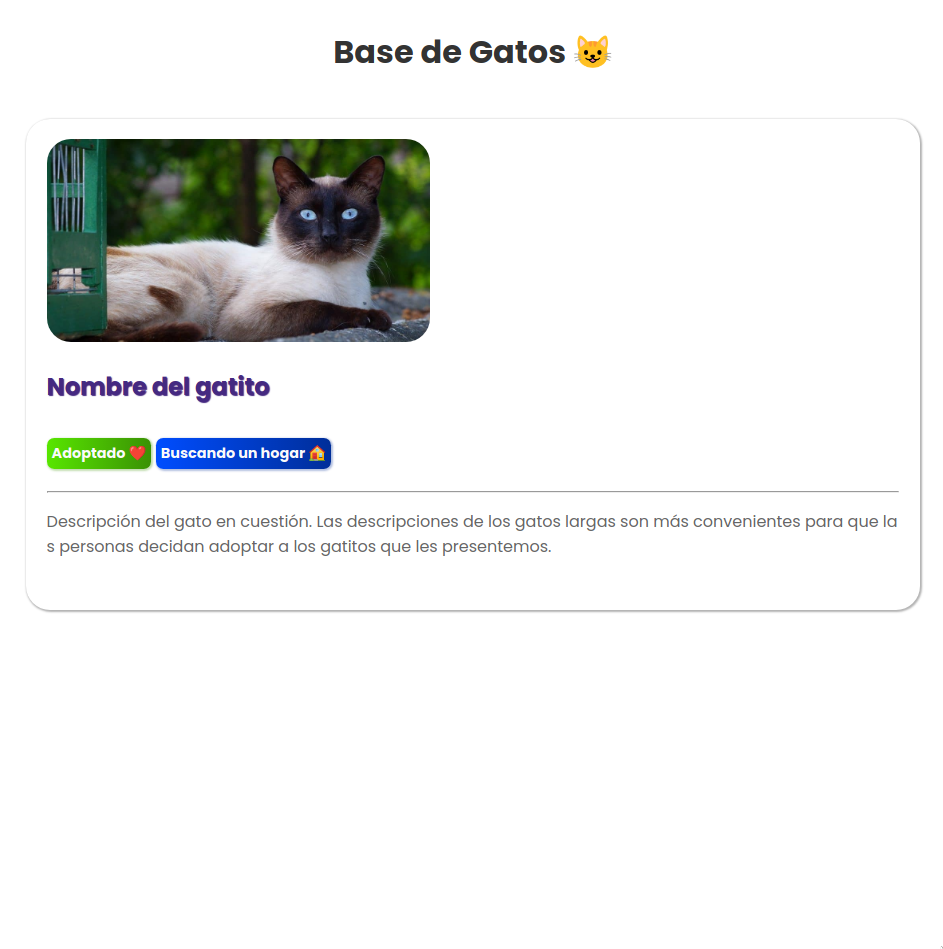 Base de Gatos 😺
Nombre del gatito
Adoptado ❤️ Buscando un hogar 🏠
Descripción del gato en cuestión. Las descripciones de los gatos largas son más convenientes para que la
s personas decidan adoptar a los gatitos que les presentemos.